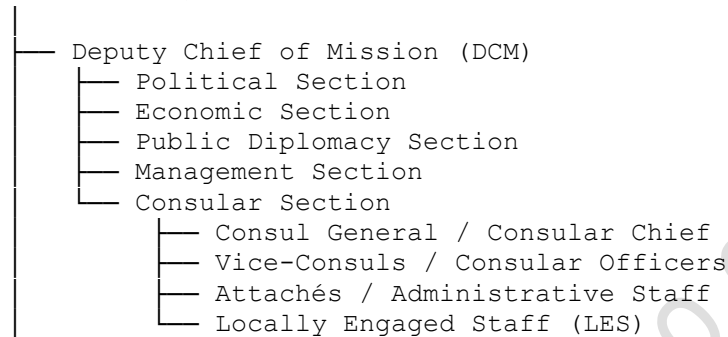 │
├── Deputy Chief of Mission (DCM)
│   ├── Political Section
│   ├── Economic Section
│   ├── Public Diplomacy Section
│   ├── Management Section
│   └── Consular Section
│       ├── Consul General / Consular Chief
│       ├── Vice-Consuls / Consular Officers
│       ├── Attachés / Administrative Staff
│       └── Locally Engaged Staff (LES)